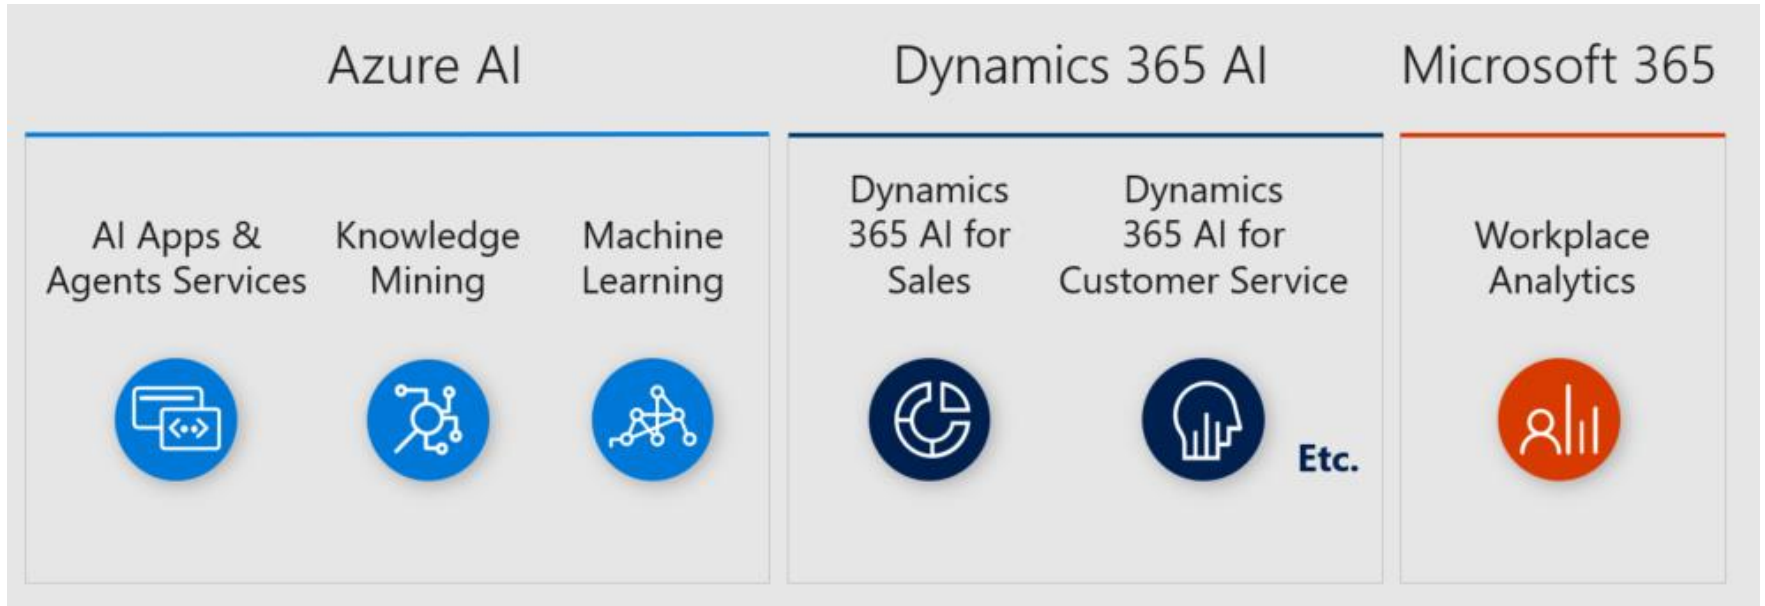 Azure AI
AI Apps &
Agents Services
Knowledge
Mining
Machine
Learning
Dynamics 365 AI
Dynamics
365 AI for
Sales
Dynamics
365 AI for
Customer Service
Etc.
Microsoft 365
Workplace
Analytics